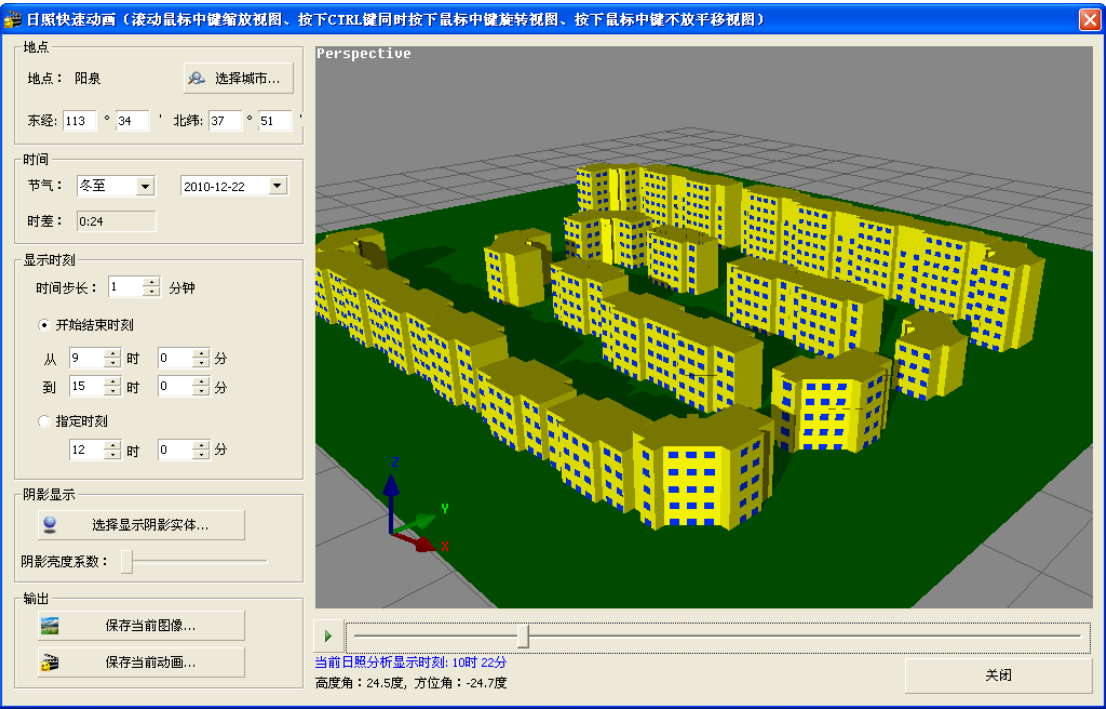 日照快速动画（滚动鼠标中键缩放视图、按下CTRL键同时按下鼠标中键旋转视图、按下鼠标中键不放平移视图）
地点
地点： 阳泉 选择城市...
东经: 113 ° 34 ' 北纬: 37 ° 51 '
时间
节气： 冬至 2010-12-22
时差： 0:24
显示时刻
时间步长： 1 分钟
开始结束时刻
从 9 时 0 分
到 15 时 0 分
指定时刻
12 时 0 分
阴影显示
选择显示阴影实体...
阴影亮度系数：
输出
保存当前图像...
保存当前动画...
Perspective
Z
Y
X
当前日照分析显示时刻: 10时 22分
高度角：24.5度, 方位角：-24.7度
关闭